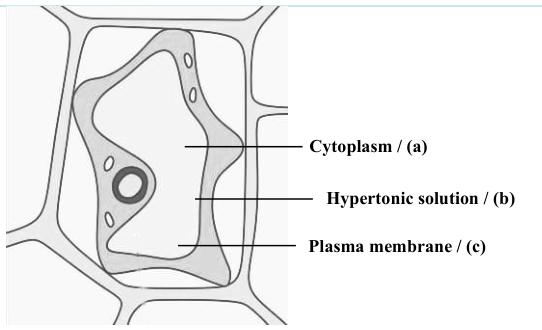 Cytoplasm / (a)
Hypertonic solution / (b)
Plasma membrane / (c)